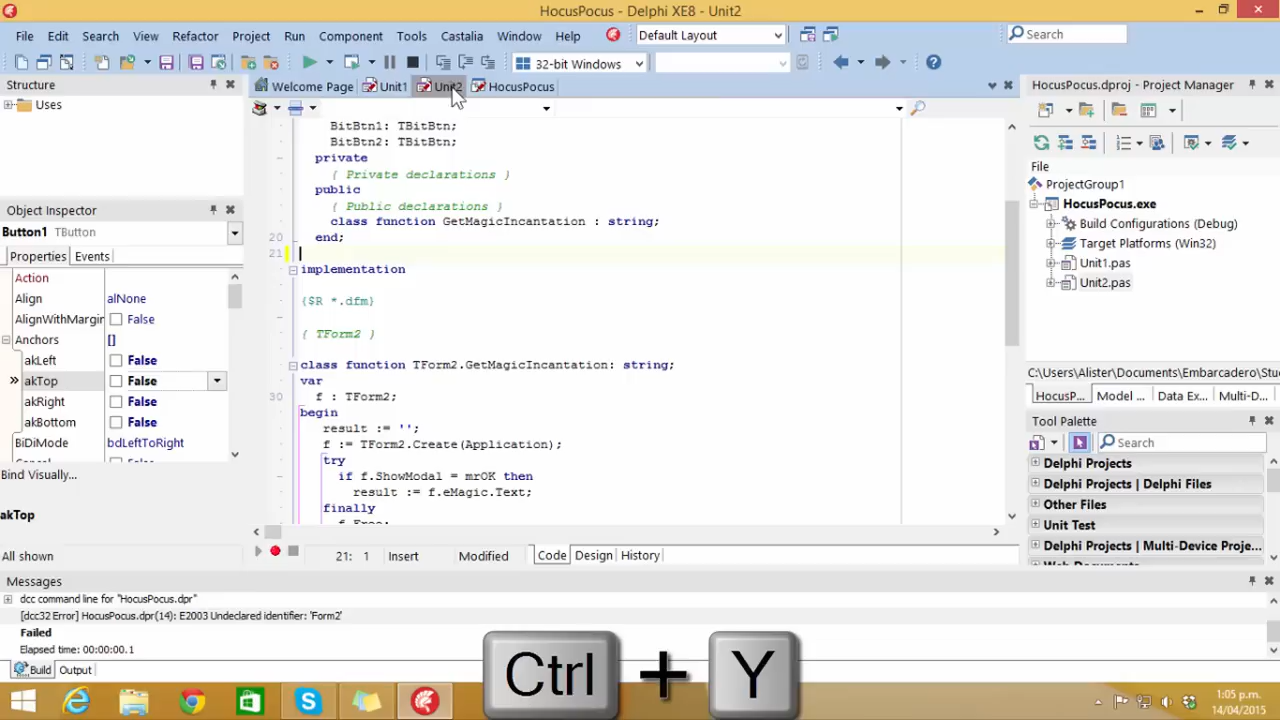 HocusPocus - Delphi XE8 - Unit2
File Edit Search View Refactor Project Run Component Tools Castalia Window Help Default Layout Search
32-bit Windows
Structure
Welcome Page Unit1 Unit2 HocusPocus
HocusPocus.dproj - Project Manager
Uses
BitBtn1: TBitBtn;
BitBtn2: TBitBtn;
private
{ Private declarations }
public
{ Public declarations }
class function GetMagicIncantation : string;
20 end;
21
implementation
{$R *.dfm}
{ TForm2 }
class function TForm2.GetMagicIncantation: string;
var
30 f : TForm2;
begin
result := '';
f := TForm2.Create(Application);
try
if f.ShowModal = mrOK then
result := f.eMagic.Text;
finally
f.Free;
21: 1 Insert Modified Code Design History
Object Inspector
Button1 TButton
Properties Events
Action
Align alNone
AlignWithMargin False
Anchors []
akLeft False
akTop False
akRight False
akBottom False
BiDiMode bdLeftToRight
Cancel
Bind Visually...
akTop
All shown
File
ProjectGroup1
HocusPocus.exe
Build Configurations (Debug)
Target Platforms (Win32)
Unit1.pas
Unit2.pas
C:\Users\Alister\Documents\Embarcadero\Stu
HocusP... Model ... Data Ex... Multi-D...
Tool Palette
Search
Delphi Projects
Delphi Projects | Delphi Files
Other Files
Unit Test
Delphi Projects | Multi-Device Proje...
Web Documents
Messages
dcc command line for "HocusPocus.dpr"
[dcc32 Error] HocusPocus.dpr(14): E2003 Undeclared identifier: 'Form2'
Failed
Elapsed time: 00:00:00.1
Build Output
Ctrl + Y
1:05 p.m.
14/04/2015